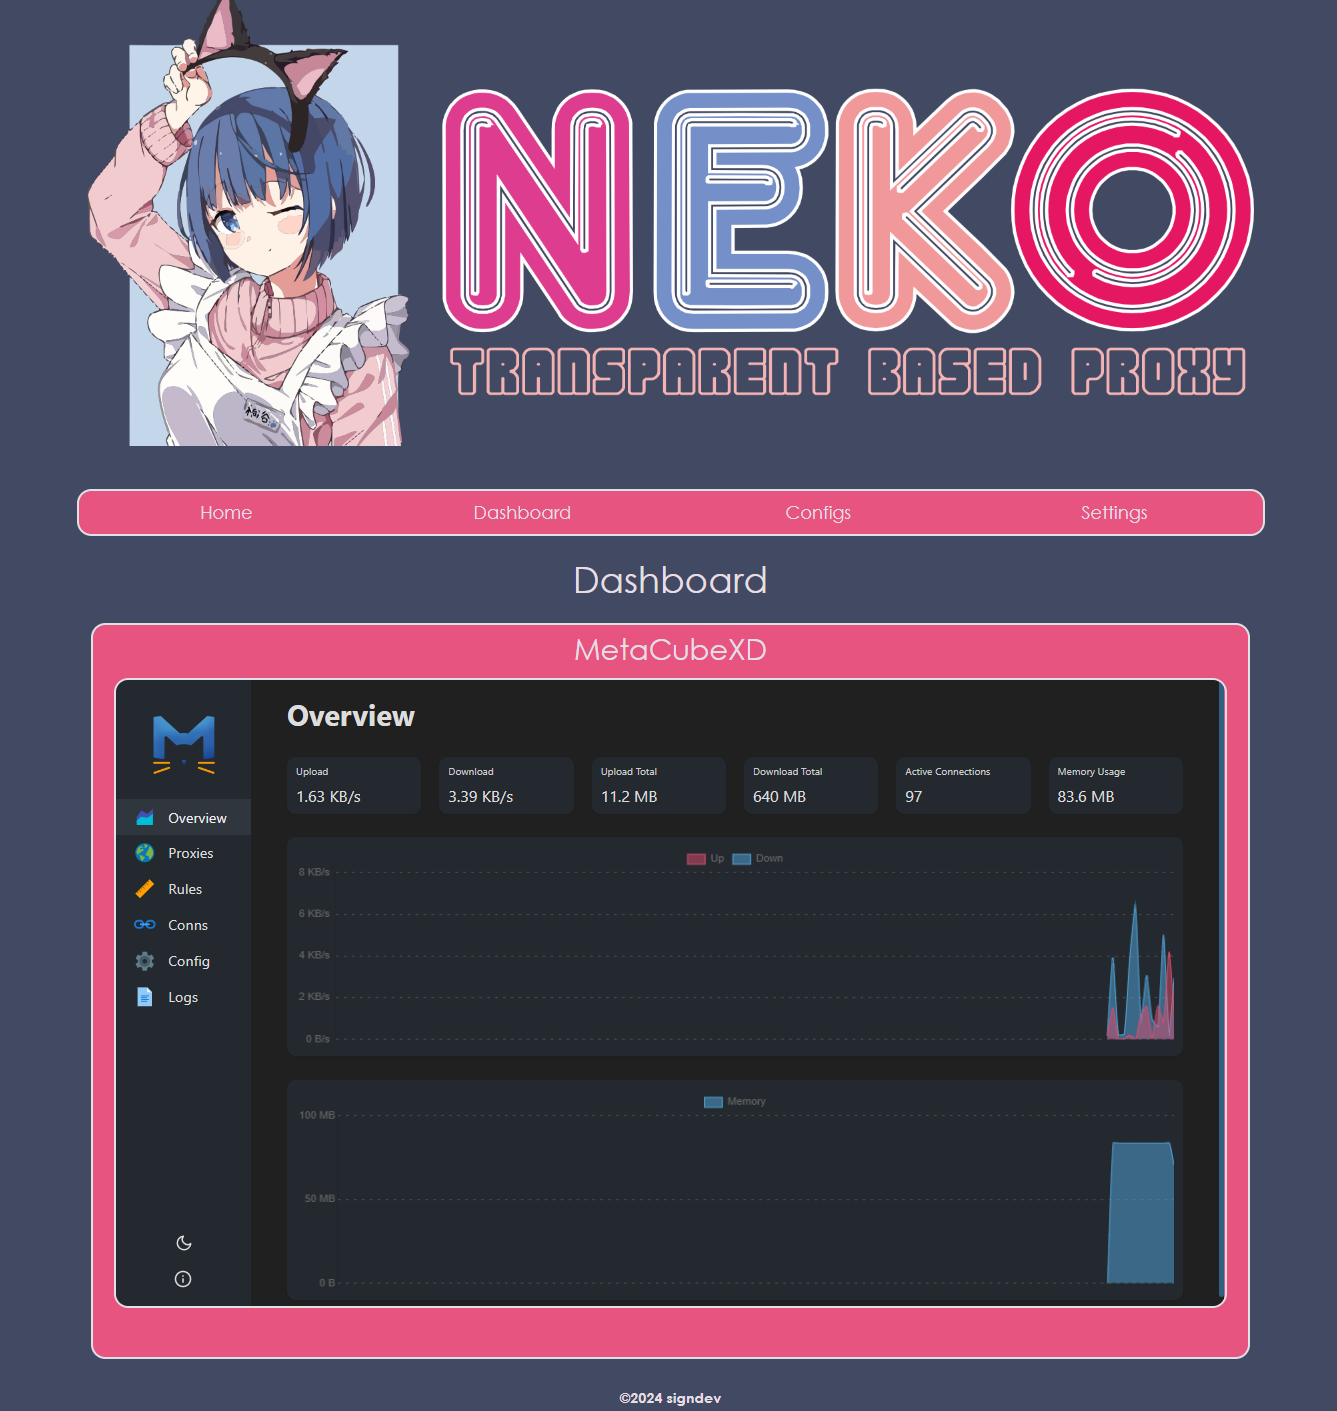 NEKO
TRANSPARENT BASED PROXY
Home Dashboard Configs Settings
Dashboard
MetaCubeXD
Overview
Upload
1.63 KB/s
Download
3.39 KB/s
Upload Total
11.2 MB
Download Total
640 MB
Active Connections
97
Memory Usage
83.6 MB
Overview
Proxies
Rules
Conns
Config
Logs
Up Down
8 KB/s
6 KB/s
4 KB/s
2 KB/s
0 B/s
Memory
100 MB
50 MB
0 B
©2024 signdev